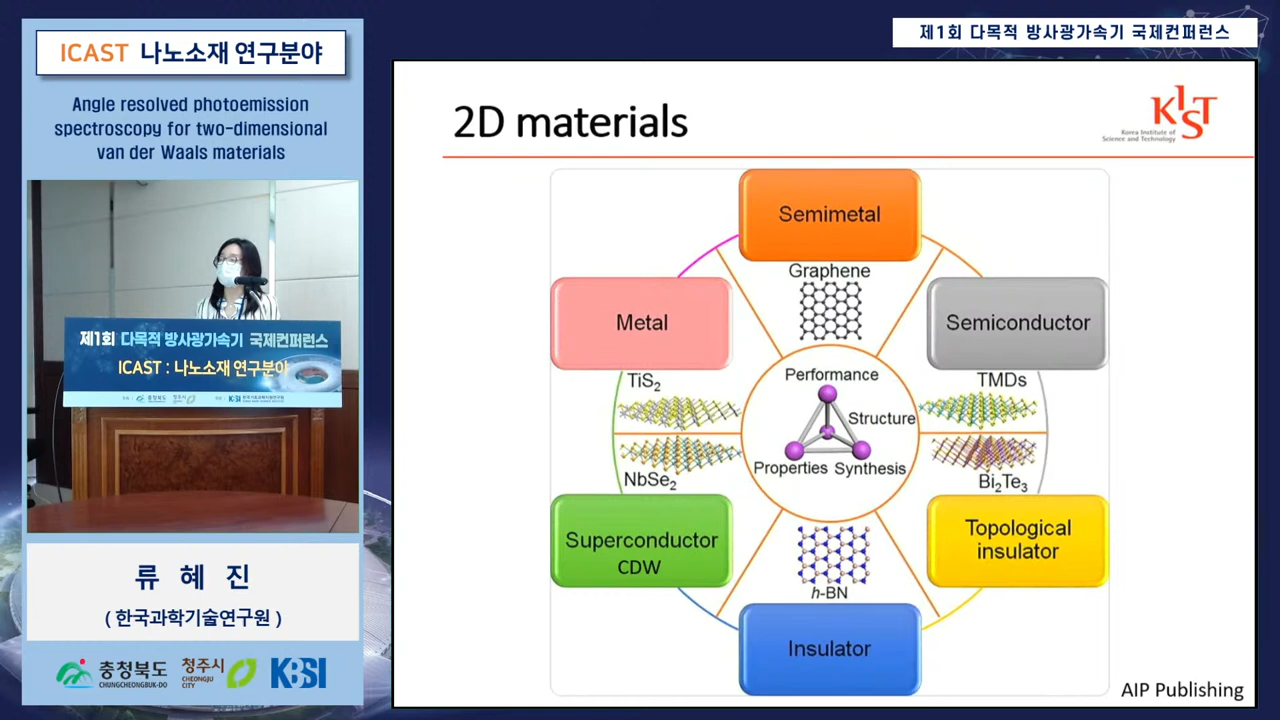 ICAST 나노소재 연구분야
Angle resolved photoemission
spectroscopy for two-dimensional
van der Waals materials
제1회 다목적 방사광가속기 국제컨퍼런스
ICAST : 나노소재 연구분야
류 혜 진
( 한국과학기술연구원 )
충청북도
CHUNGCHEONGBUK-DO
청주시
CHEONGJU
CITY
KBSI
제1회 다목적 방사광가속기 국제컨퍼런스
2D materials
KIST
Korea Institute of
Science and Technology
Semimetal
Graphene
Metal
Semiconductor
TiS₂
TMDs
Performance
Structure
Properties Synthesis
NbSe₂
Bi₂Te₃
Superconductor
CDW
Topological
insulator
h-BN
Insulator
AIP Publishing